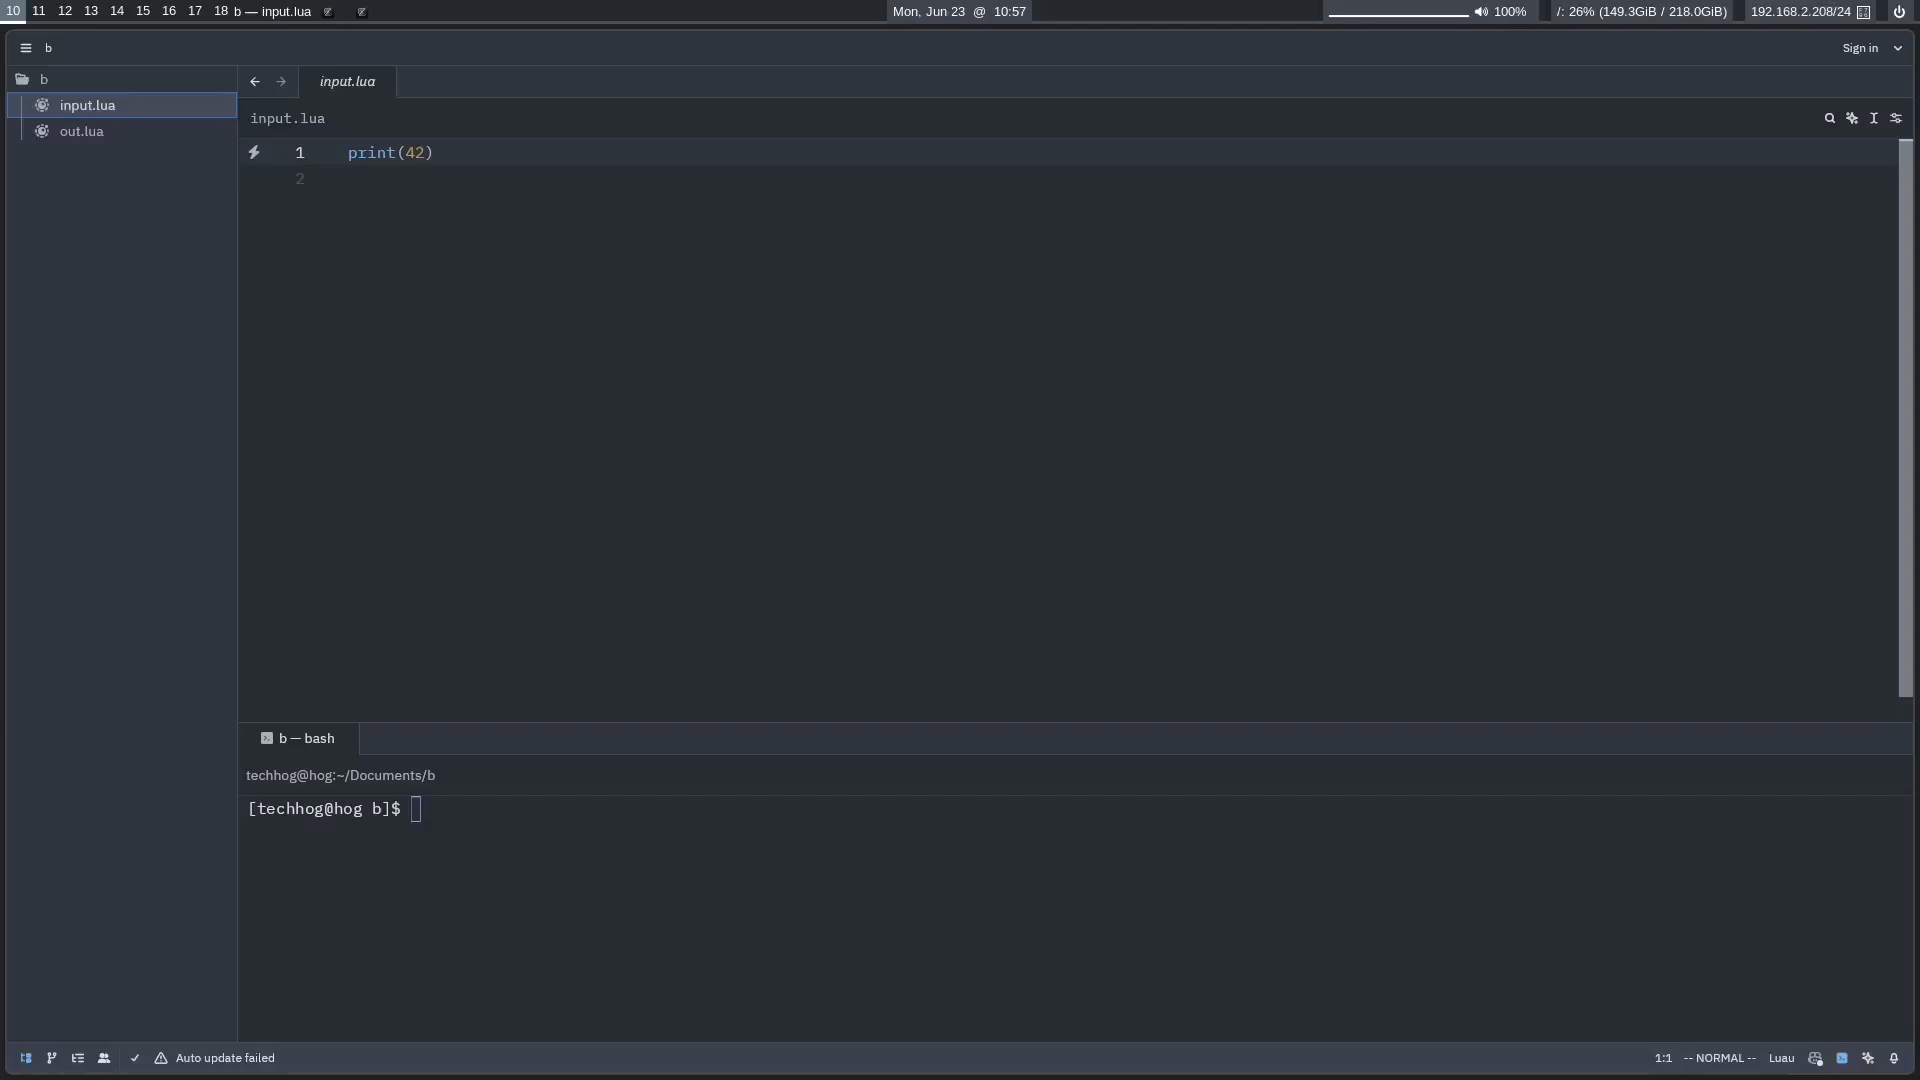 10 11 12 13 14 15 16 17 18 b — input.lua Mon, Jun 23 @ 10:57 100% /: 26% (149.3GiB / 218.0GiB) 192.168.2.208/24
b Sign in
b
input.lua
out.lua
input.lua
input.lua
1 print(42)
2
b — bash
techhog@hog:~/Documents/b
[techhog@hog b]$
Auto update failed 1:1 -- NORMAL -- Luau